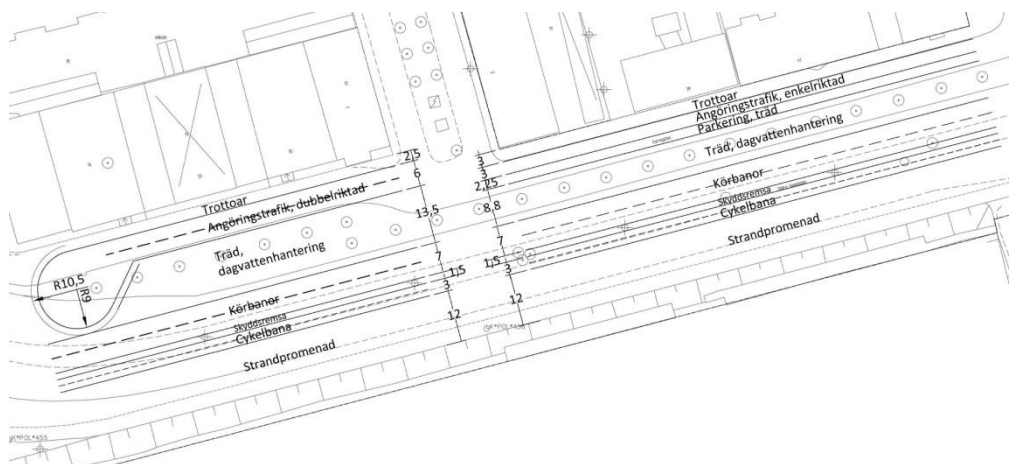 Trottoar
Angöringstrafik, enkelriktad
Parkering, träd
Träd, dagvattenhantering
Körbanor
Skyddsremsa
Cykelbana
Strandpromenad
3
3
2,25
8,8
7
1,5
3
12
2,5
6
13,5
7
1,5
3
12
Trottoar
Angöringstrafik, dubbelriktad
Träd,
dagvattenhantering
R10,5
R9
Körbanor
Skyddsremsa
Cykelbana
Strandpromenad